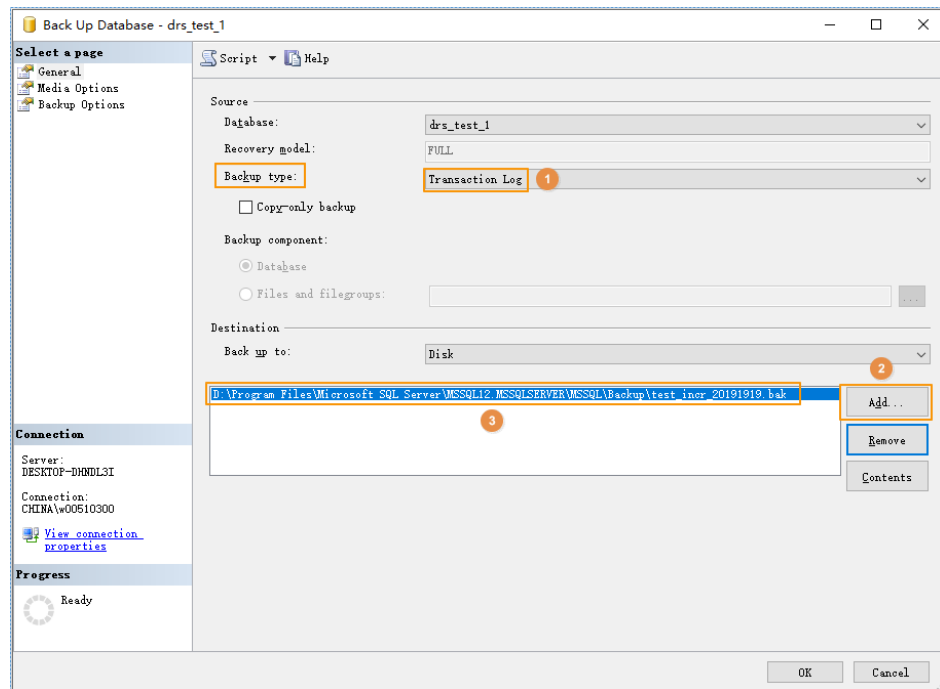 Back Up Database - drs_test_1
Select a page
General
Media Options
Backup Options
Script
Help
Source
Database:
drs_test_1
Recovery model:
FULL
Backup type:
Transaction Log
1
Copy-only backup
Backup component:
Database
Files and filegroups:
...
Destination
Back up to:
Disk
2
D:\Program Files\Microsoft SQL Server\MSSQL12.MSSQLSERVER\MSSQL\Backup\test_incr_20191919.bak
Add...
3
Remove
Contents
Connection
Server:
DESKTOP-DHNDL3I
Connection:
CHINA\w00510300
View connection
properties
Progress
Ready
OK
Cancel